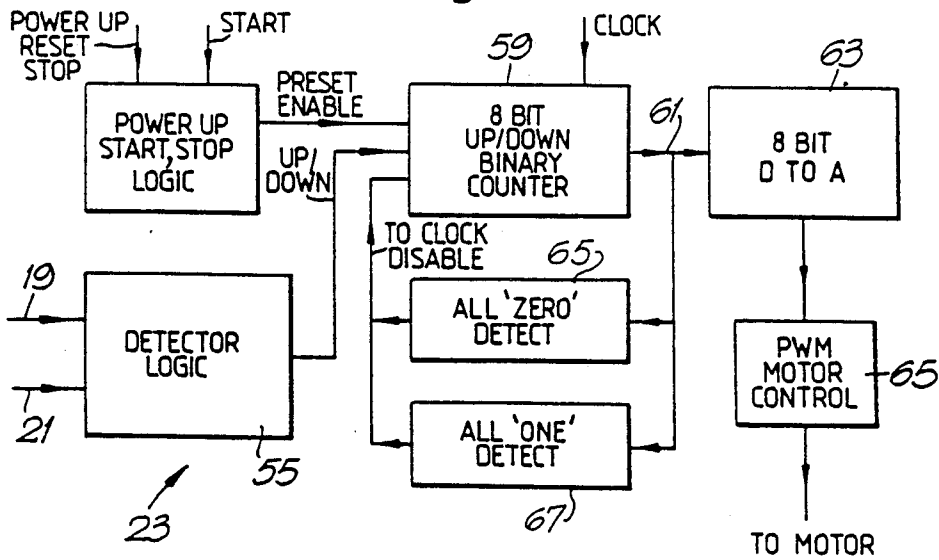 POWER UP
RESET
STOP
START
CLOCK
59
63
PRESET
ENABLE
POWER UP
START, STOP
LOGIC
8 BIT
UP/DOWN
BINARY
COUNTER
61
8 BIT
D TO A
UP/
DOWN
TO CLOCK
DISABLE
65
19
21
DETECTOR
LOGIC
55
23
ALL 'ZERO'
DETECT
ALL 'ONE'
DETECT
67
PWM
MOTOR
CONTROL
65
TO MOTOR